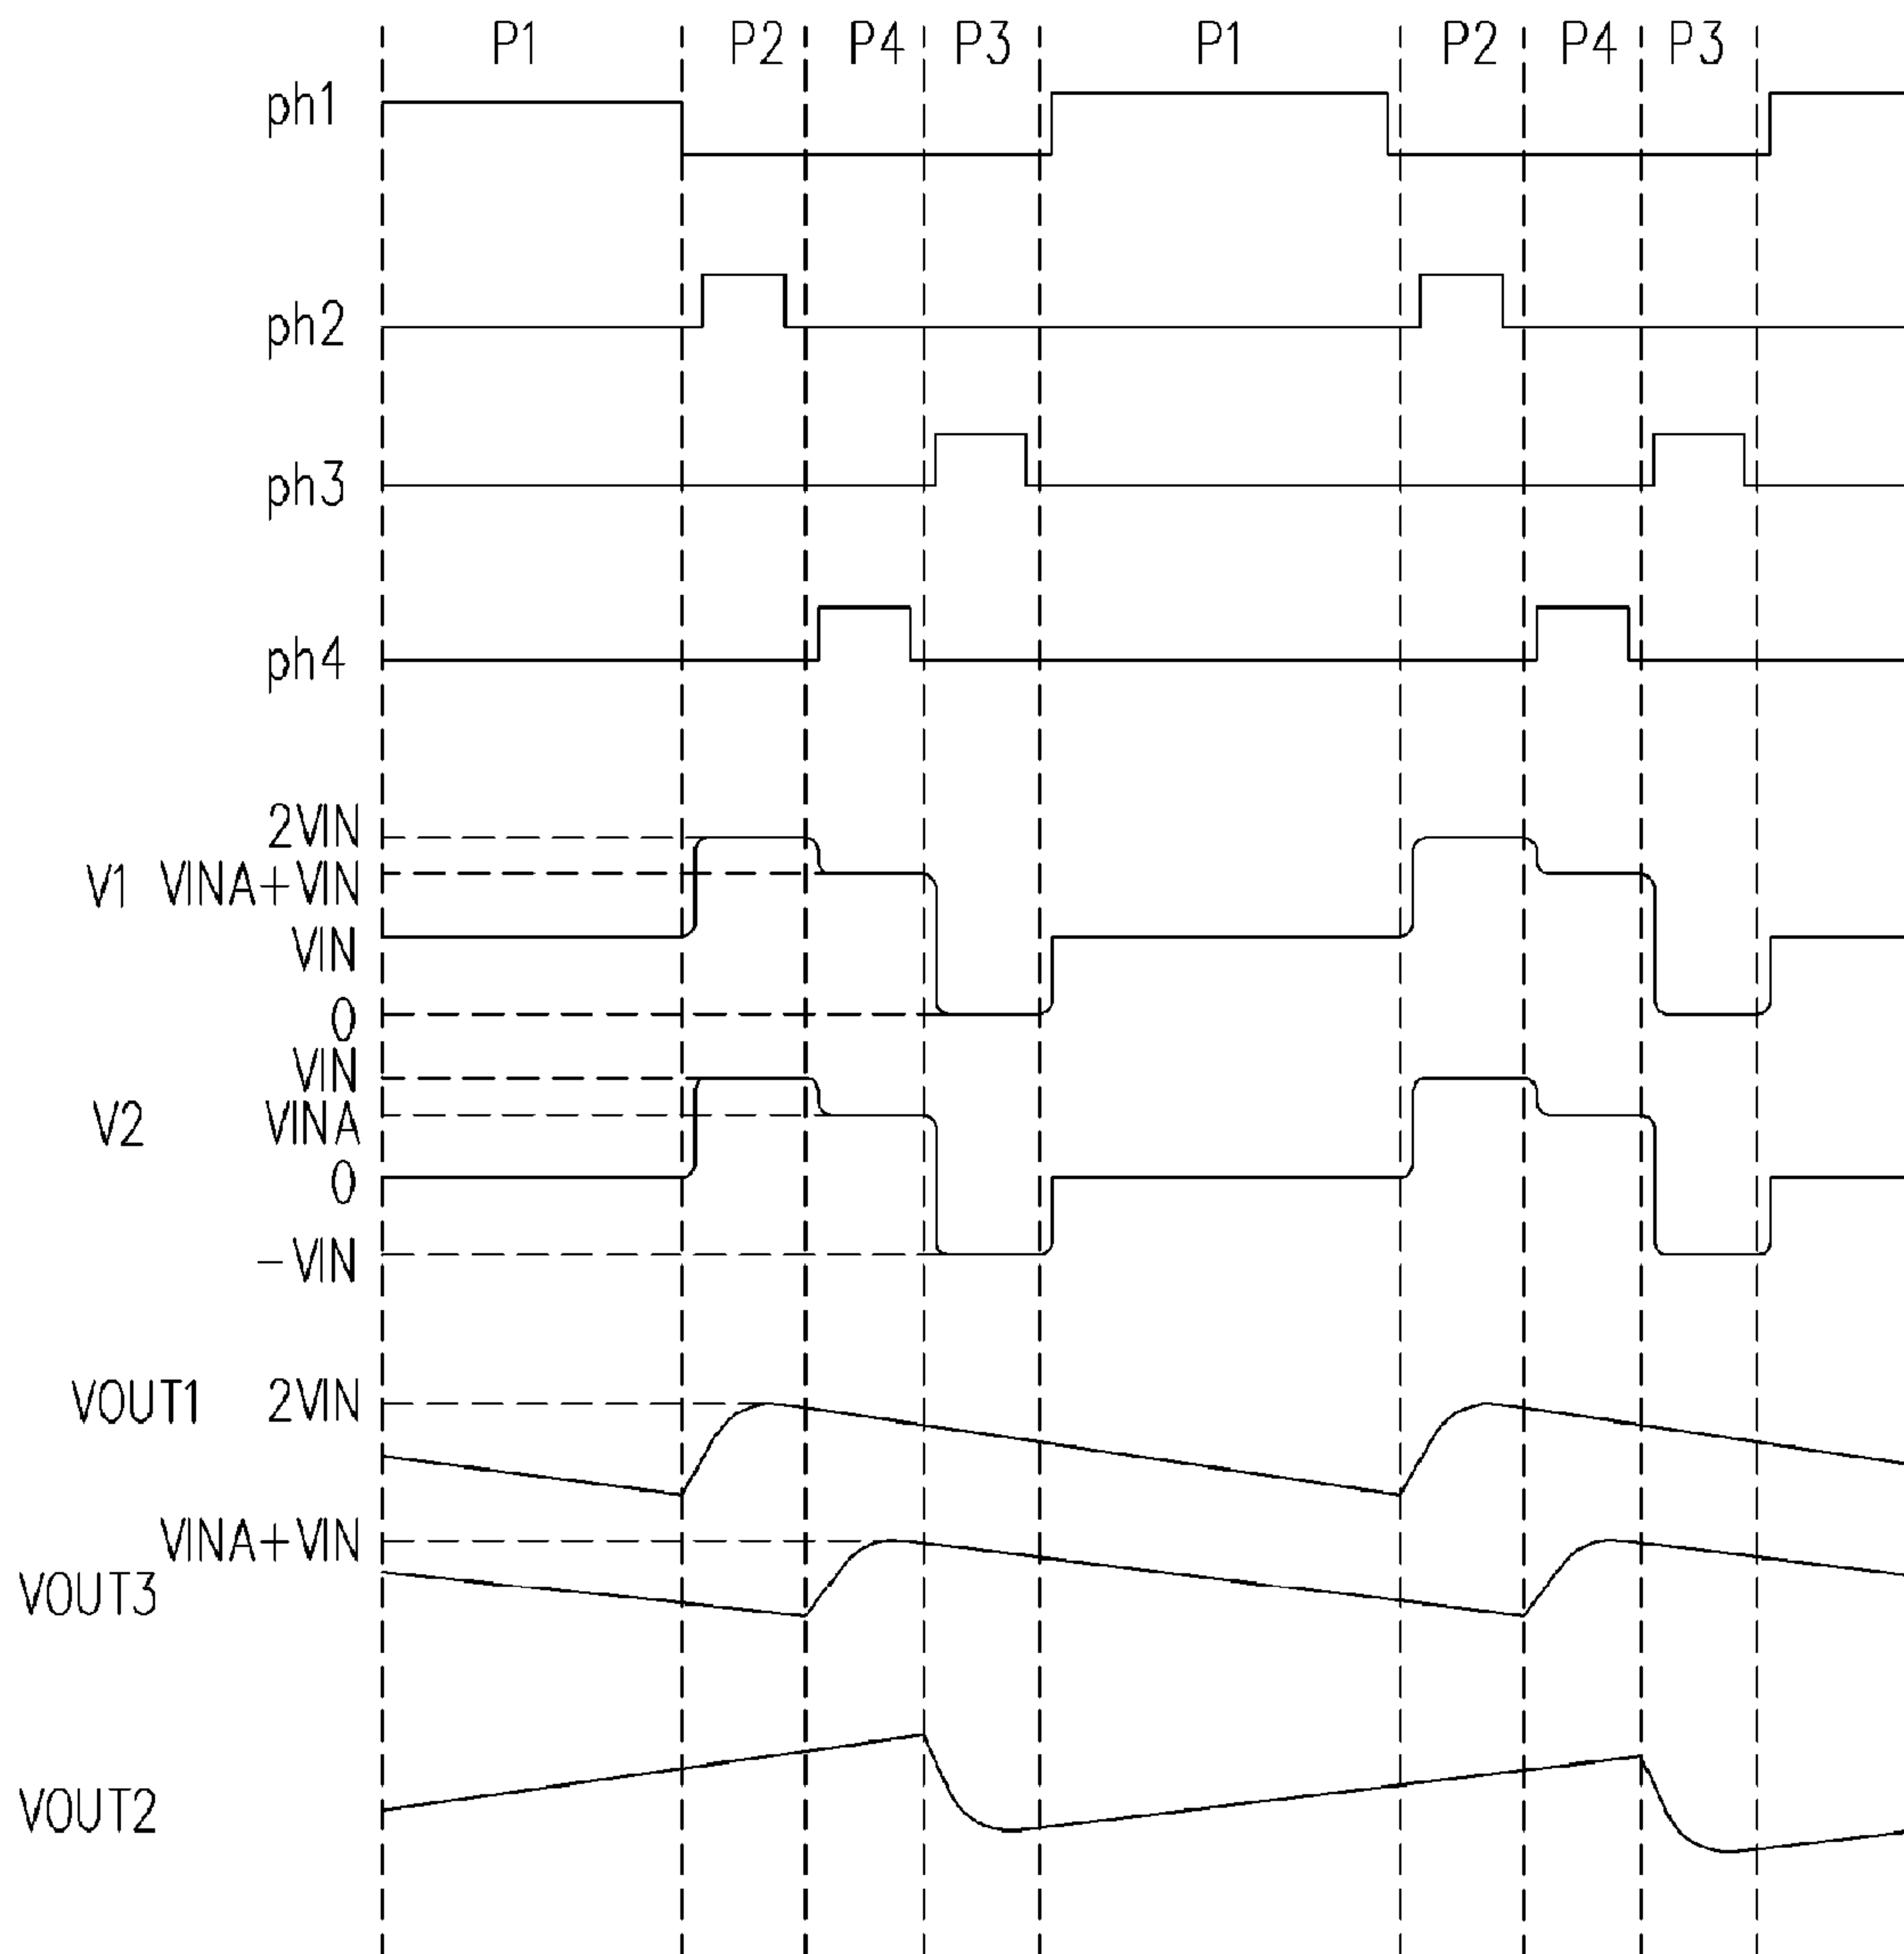 P1 P2 P4 P3 P1 P2 P4 P3
ph1
ph2
ph3
ph4
2VIN
V1 VINA+VIN
VIN
0
VIN
V2 VINA
0
-VIN
VOUT1 2VIN
VINA+VIN
VOUT3
VOUT2